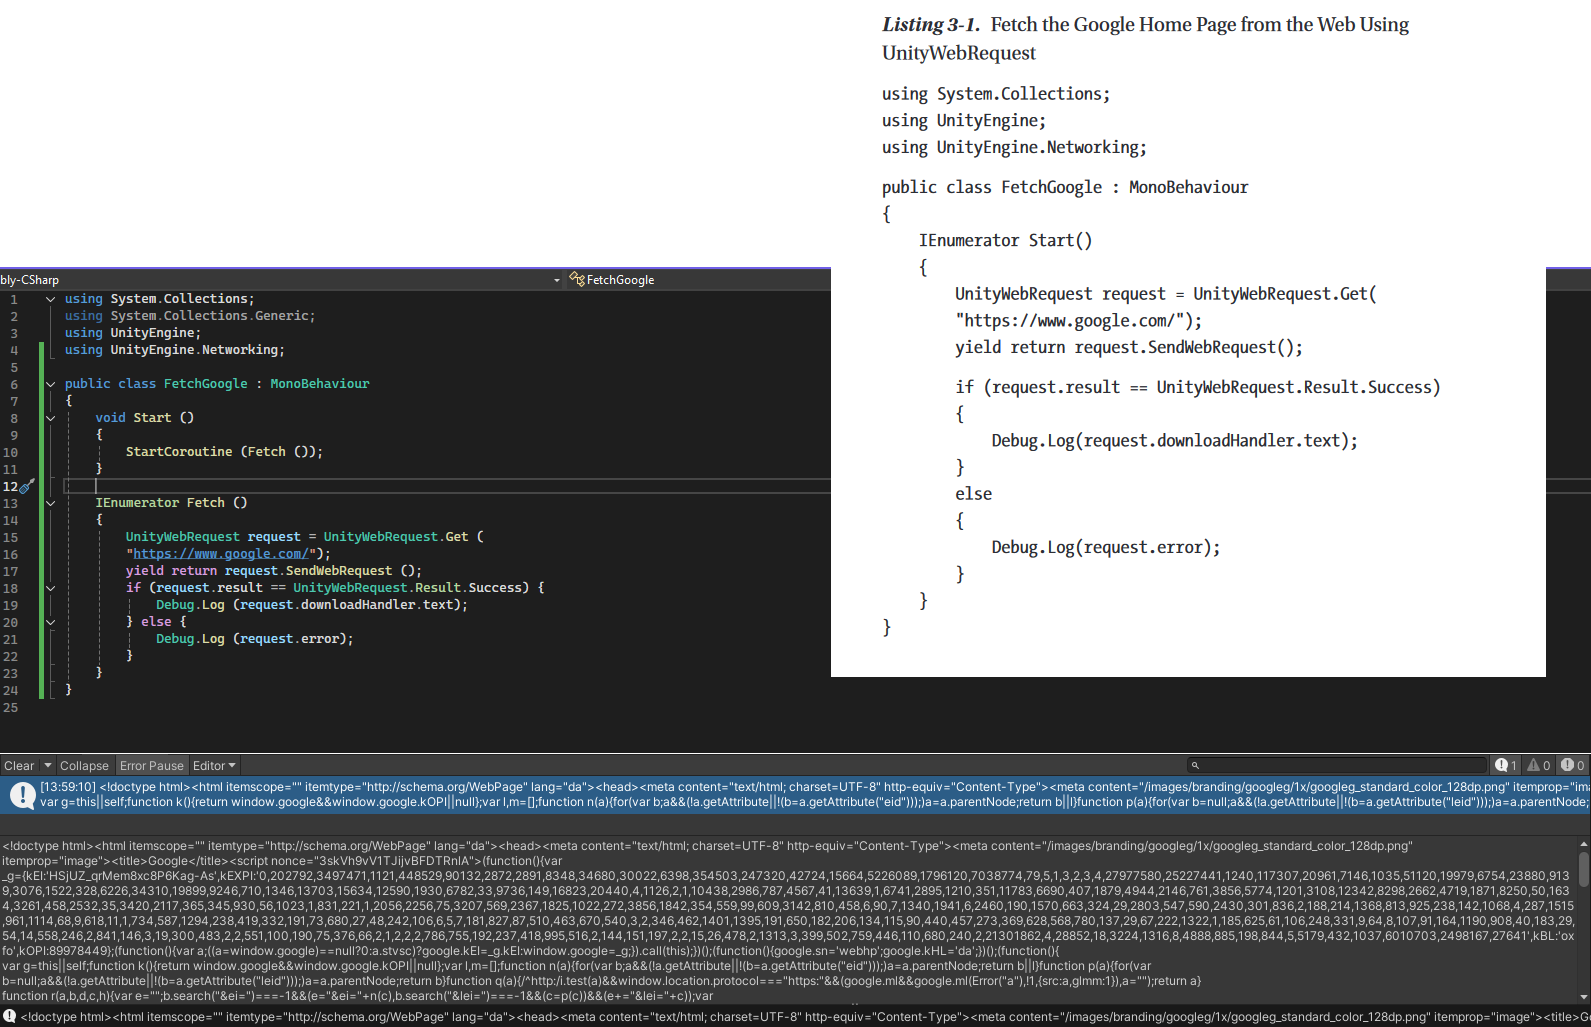 Listing 3-1. Fetch the Google Home Page from the Web Using
UnityWebRequest
using System.Collections;
using UnityEngine;
using UnityEngine.Networking;
public class FetchGoogle : MonoBehaviour
{
IEnumerator Start()
{
UnityWebRequest request = UnityWebRequest.Get(
"https://www.google.com/");
yield return request.SendWebRequest();
if (request.result == UnityWebRequest.Result.Success)
{
Debug.Log(request.downloadHandler.text);
}
else
{
Debug.Log(request.error);
}
}
}
bly-CSharp
FetchGoogle
1 using System.Collections;
2 using System.Collections.Generic;
3 using UnityEngine;
4 using UnityEngine.Networking;
5
6 public class FetchGoogle : MonoBehaviour
7 {
8 void Start ()
9 {
10 StartCoroutine (Fetch ());
11 }
12
13 IEnumerator Fetch ()
14 {
15 UnityWebRequest request = UnityWebRequest.Get (
16 "https://www.google.com/");
17 yield return request.SendWebRequest ();
18 if (request.result == UnityWebRequest.Result.Success) {
19 Debug.Log (request.downloadHandler.text);
20 } else {
21 Debug.Log (request.error);
22 }
23 }
24 }
25
Clear Collapse Error Pause Editor 1 0 0
[13:59:10] <!doctype html><html itemscope="" itemtype="http://schema.org/WebPage" lang="da"><head><meta content="text/html; charset=UTF-8" http-equiv="Content-Type"><meta content="/images/branding/googleg/1x/googleg_standard_color_128dp.png" itemprop="ima
var g=this||self;function k(){return window.google&&window.google.kOPI||null};var l,m=[];function n(a){for(var b;a&&(!a.getAttribute||!(b=a.getAttribute("eid")));)a=a.parentNode;return b||l}function p(a){for(var b=null;a&&(!a.getAttribute||!(b=a.getAttribute("leid")));)a=a.parentNode;
<!doctype html><html itemscope="" itemtype="http://schema.org/WebPage" lang="da"><head><meta content="text/html; charset=UTF-8" http-equiv="Content-Type"><meta content="/images/branding/googleg/1x/googleg_standard_color_128dp.png"
itemprop="image"><title>Google</title><script nonce="3skVh9vV1TJijvBFDTRnIA">(function(){var
_g={kEI:'HSjUZ_qrMem8xc8P6Kag-As',kEXPI:'0,202792,3497471,1121,448529,90132,2872,2891,8348,34680,30022,6398,354503,247320,42724,15664,5226089,1796120,7038774,79,5,1,3,2,3,4,27977580,25227441,1240,117307,20961,7146,1035,51120,19979,6754,23880,913
9,3076,1522,328,6226,34310,19899,9246,710,1346,13703,15634,12590,1930,6782,33,9736,149,16823,20440,4,1126,2,1,10438,2986,787,4567,41,13639,1,6741,2895,1210,351,11783,6690,407,1879,4944,2146,761,3856,5774,1201,3108,12342,8298,2662,4719,1871,8250,50,163
4,3261,458,2532,35,3420,2117,365,345,930,56,1023,1,831,221,1,2056,2256,75,3207,569,2367,1825,1022,272,3856,1842,354,559,99,609,3142,810,458,6,90,7,1340,1941,6,2460,190,1570,663,324,29,2803,547,590,2430,301,836,2,188,214,1368,813,925,238,142,1068,4,287,1515
,961,1114,68,9,618,11,1,734,587,1294,238,419,332,191,73,680,27,48,242,106,6,5,7,181,827,87,510,463,670,540,3,2,346,462,1401,1395,191,650,182,206,134,115,90,440,457,273,369,628,568,780,137,29,67,222,1322,1,185,625,61,106,248,331,9,64,8,107,91,164,1190,908,40,183,29,
54,14,558,246,2,841,146,3,19,300,483,2,2,551,100,190,75,376,66,2,1,2,2,2,786,755,192,237,418,995,516,2,144,151,197,2,2,15,26,478,2,1313,3,399,502,759,446,110,680,240,2,21301862,4,28852,18,3224,1316,8,4888,885,198,844,5,5179,432,1037,6010703,2498167,27641',kBL:'ox
fo',kOPI:89978449};(function(){var a;((a=window.google)==null?0:a.stvsc)?google.kEI=_g.kEI:window.google=_g;}).call(this);})();(function(){google.sn='webhp';google.kHL='da';})();(function(){
var g=this||self;function k(){return window.google&&window.google.kOPI||null};var l,m=[];function n(a){for(var b;a&&(!a.getAttribute||!(b=a.getAttribute("eid")));)a=a.parentNode;return b||l}function p(a){for(var
b=null;a&&(!a.getAttribute||!(b=a.getAttribute("leid")));)a=a.parentNode;return b}function q(a){/^http:/i.test(a)&&window.location.protocol==="https:"&&(google.ml&&google.ml(Error("a"),!1,{src:a,glmm:1}),a="");return a}
function r(a,b,d,c,h){var e="";b.search("&ei=")===-1&&(e="&ei="+n(c),b.search("&lei=")===-1&&(c=p(c))&&(e+="&lei="+c));var
<!doctype html><html itemscope="" itemtype="http://schema.org/WebPage" lang="da"><head><meta content="text/html; charset=UTF-8" http-equiv="Content-Type"><meta content="/images/branding/googleg/1x/googleg_standard_color_128dp.png" itemprop="image"><title>G